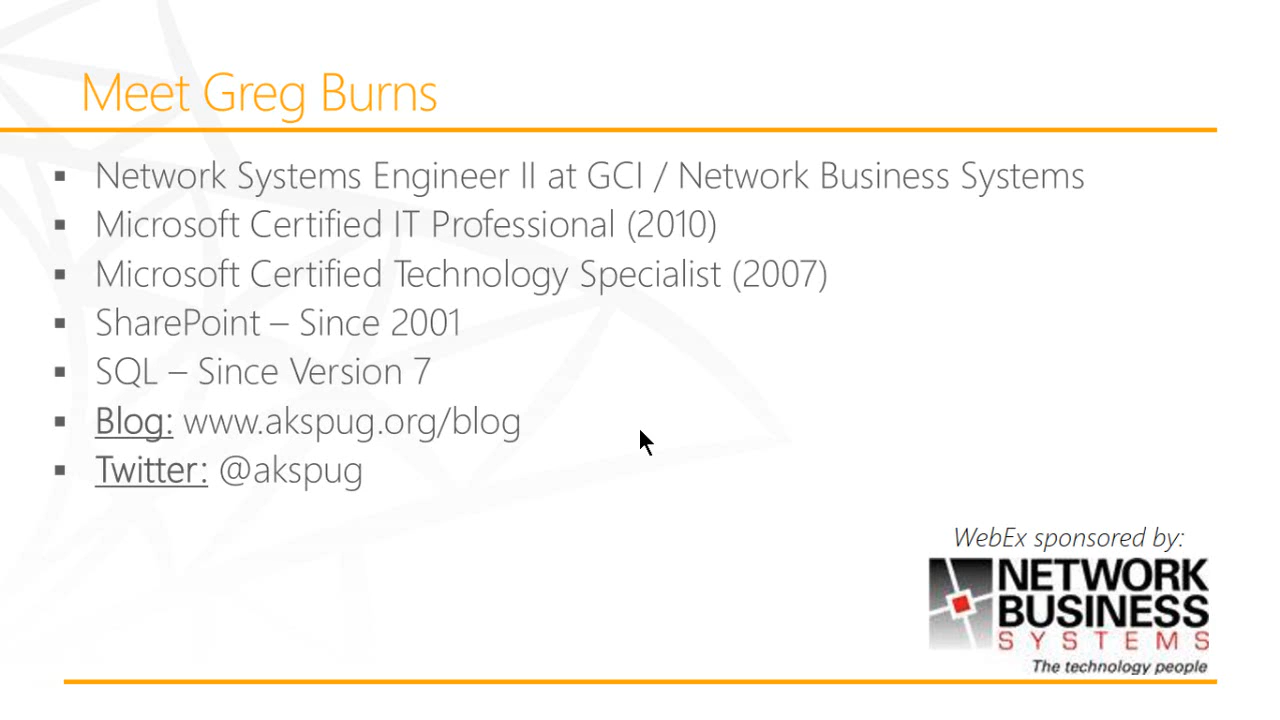 Meet Greg Burns
▪ Network Systems Engineer II at GCI / Network Business Systems
▪ Microsoft Certified IT Professional (2010)
▪ Microsoft Certified Technology Specialist (2007)
▪ SharePoint – Since 2001
▪ SQL – Since Version 7
▪ Blog: www.akspug.org/blog
▪ Twitter: @akspug
WebEx sponsored by:
NETWORK
BUSINESS
SYSTEMS
The technology people